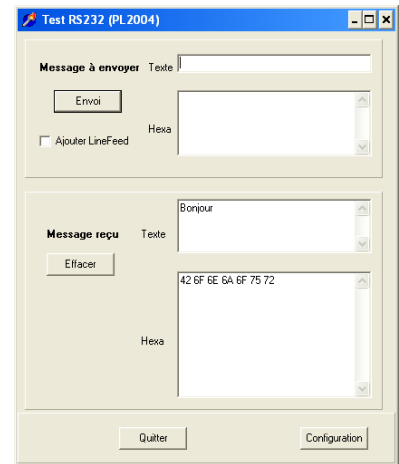 Test RS232 (PL2004)
Message à envoyer Texte
Envoi
Hexa
Ajouter LineFeed
Bonjour
Message reçu Texte
Effacer
42 6F 6E 6A 6F 75 72
Hexa
Quitter Configuration